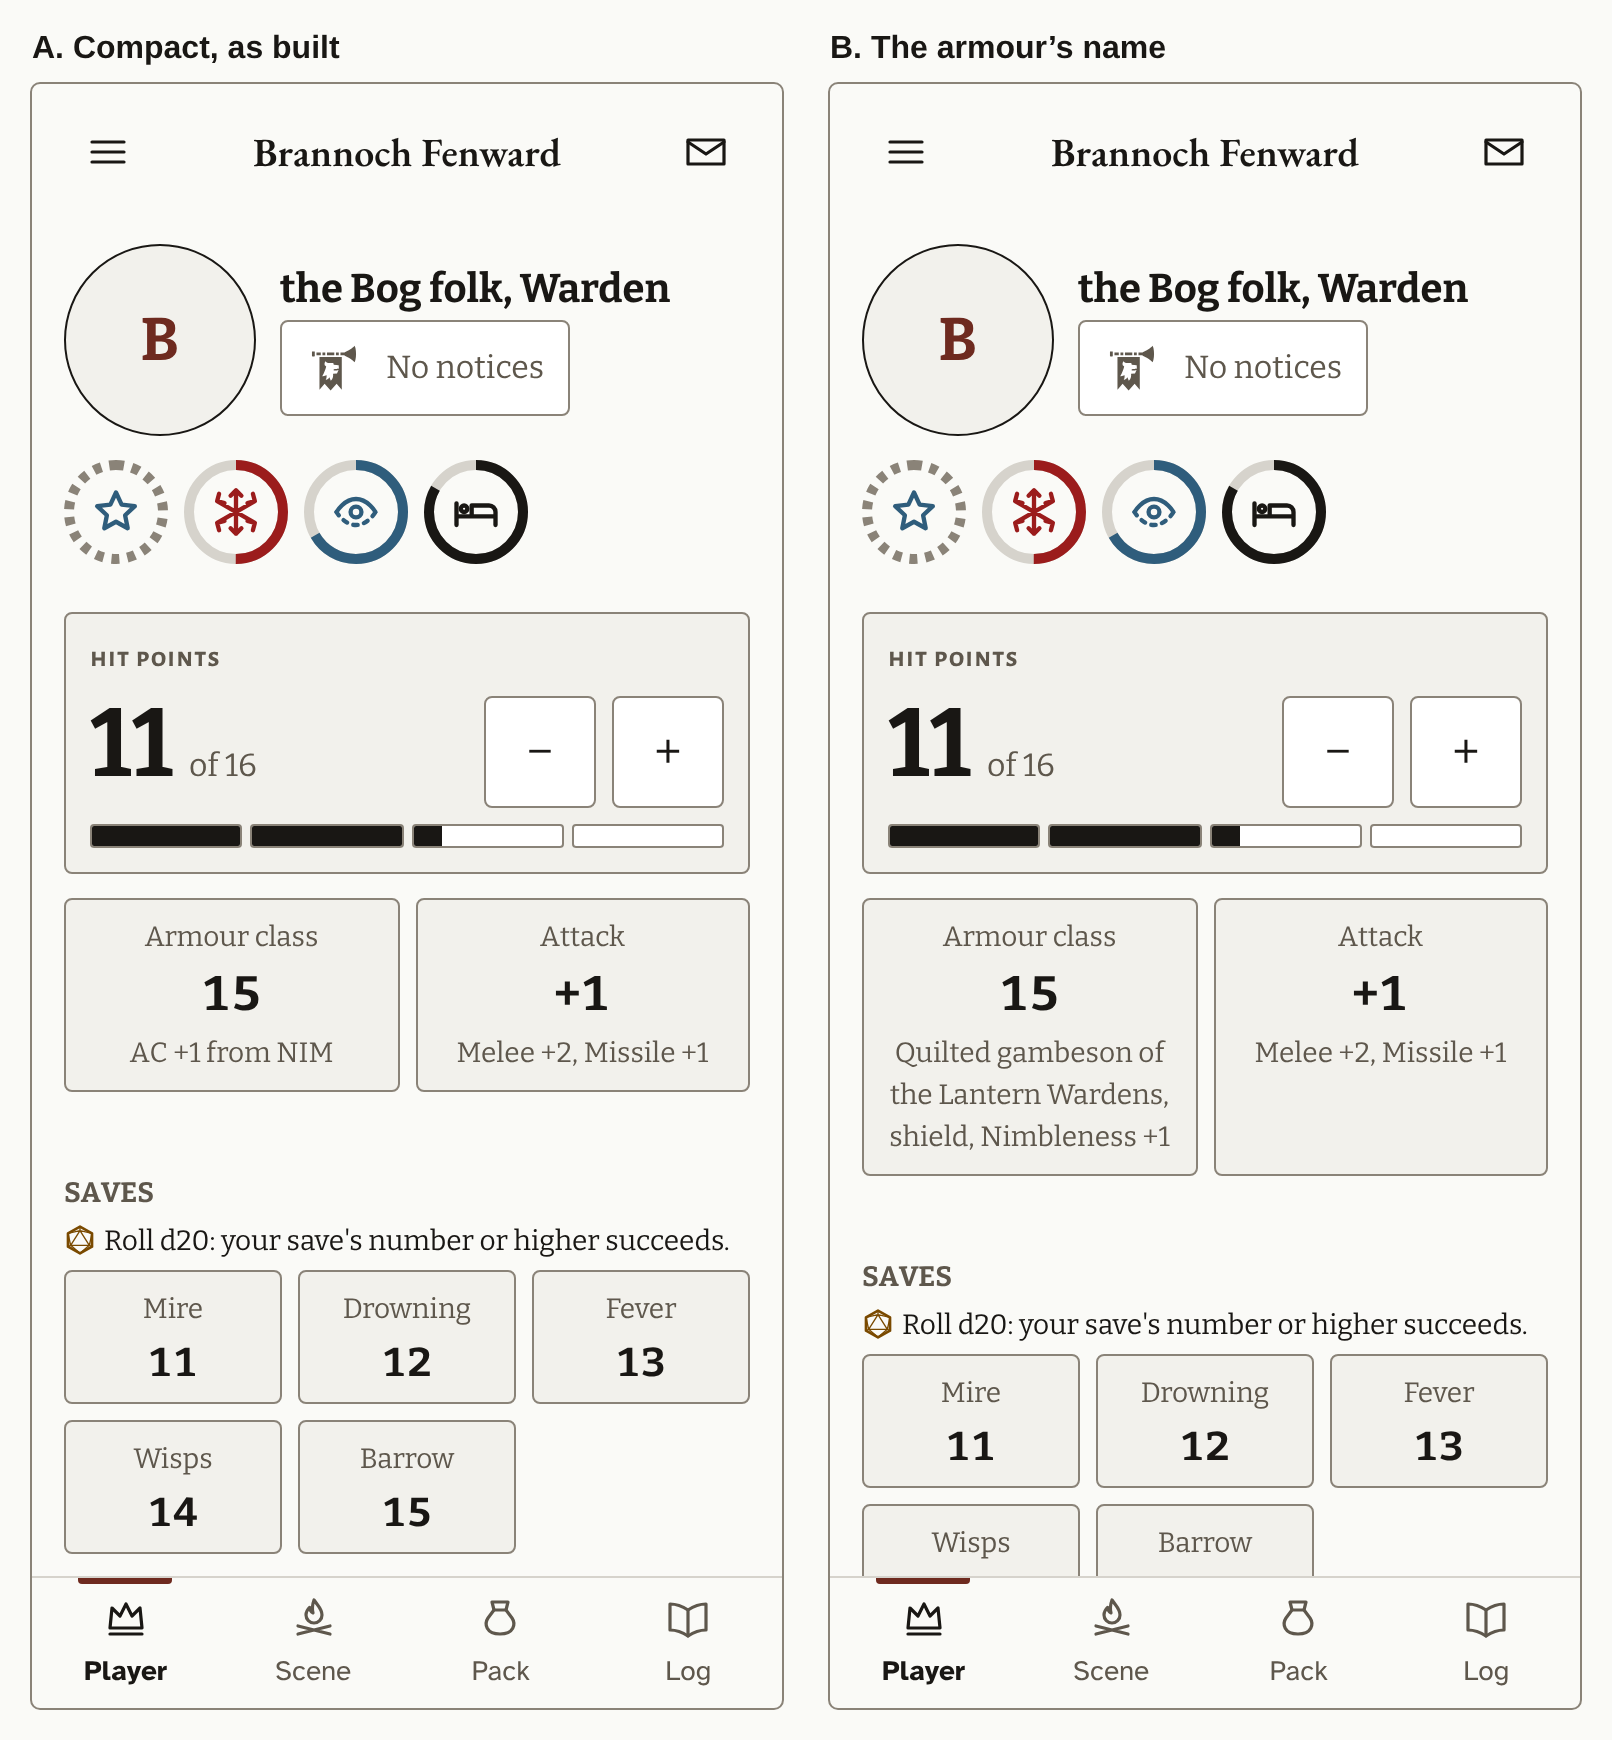 A. Compact, as built
Brannoch Fenward
B
the Bog folk, Warden
No notices
HIT POINTS
11 of 16
−
+
Armour class
15
AC +1 from NIM
Attack
+1
Melee +2, Missile +1
SAVES
Roll d20: your save's number or higher succeeds.
Mire
11
Drowning
12
Fever
13
Wisps
14
Barrow
15
Player
Scene
Pack
Log
B. The armour’s name
Brannoch Fenward
B
the Bog folk, Warden
No notices
HIT POINTS
11 of 16
−
+
Armour class
15
Quilted gambeson of
the Lantern Wardens,
shield, Nimbleness +1
Attack
+1
Melee +2, Missile +1
SAVES
Roll d20: your save's number or higher succeeds.
Mire
11
Drowning
12
Fever
13
Wisps
Barrow
Player
Scene
Pack
Log